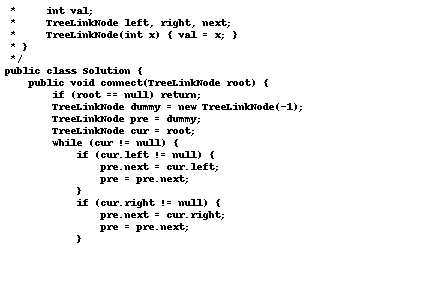 *     int val;
 *     TreeLinkNode left, right, next;
 *     TreeLinkNode(int x) { val = x; }
 * }
 */
public class Solution {
    public void connect(TreeLinkNode root) {
        if (root == null) return;
        TreeLinkNode dummy = new TreeLinkNode(-1);
        TreeLinkNode pre = dummy;
        TreeLinkNode cur = root;
        while (cur != null) {
            if (cur.left != null) {
                pre.next = cur.left;
                pre = pre.next;
            }
            if (cur.right != null) {
                pre.next = cur.right;
                pre = pre.next;
            }